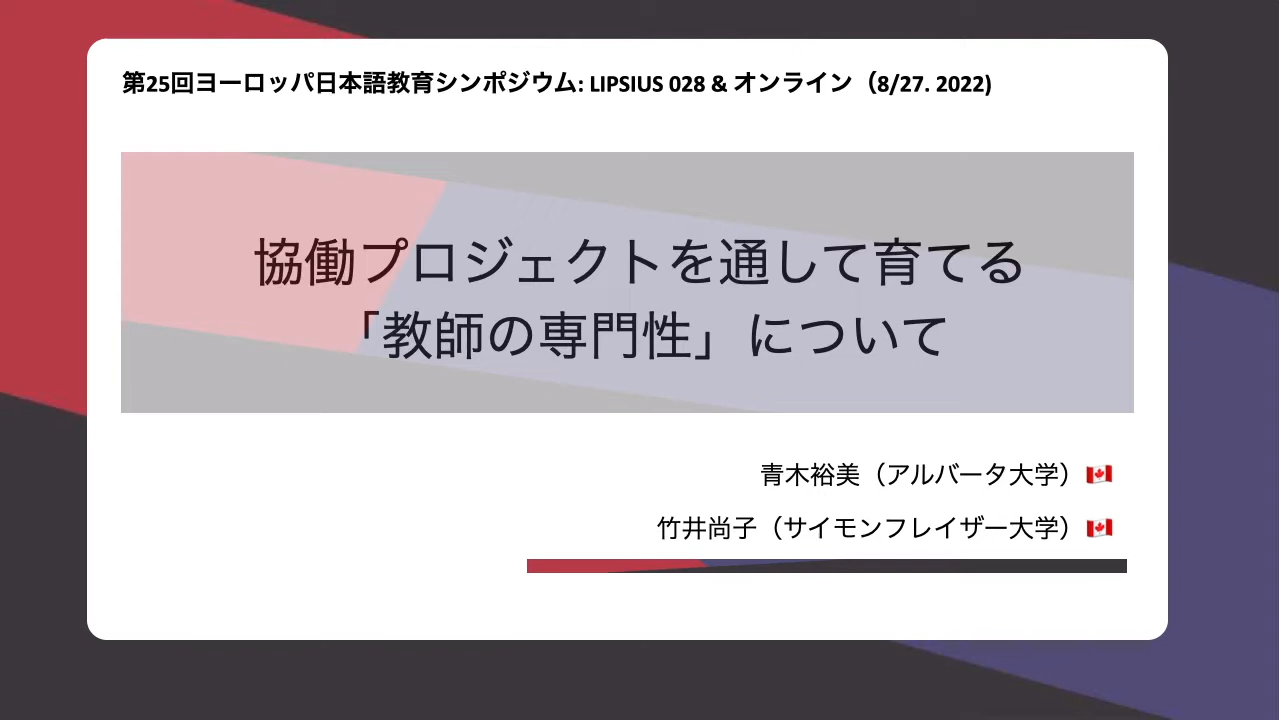 第25回ヨーロッパ日本語教育シンポジウム: LIPSIUS 028 & オンライン（8/27. 2022)
協働プロジェクトを通して育てる
「教師の専門性」について
青木裕美（アルバータ大学）🇨🇦
竹井尚子（サイモンフレイザー大学）🇨🇦